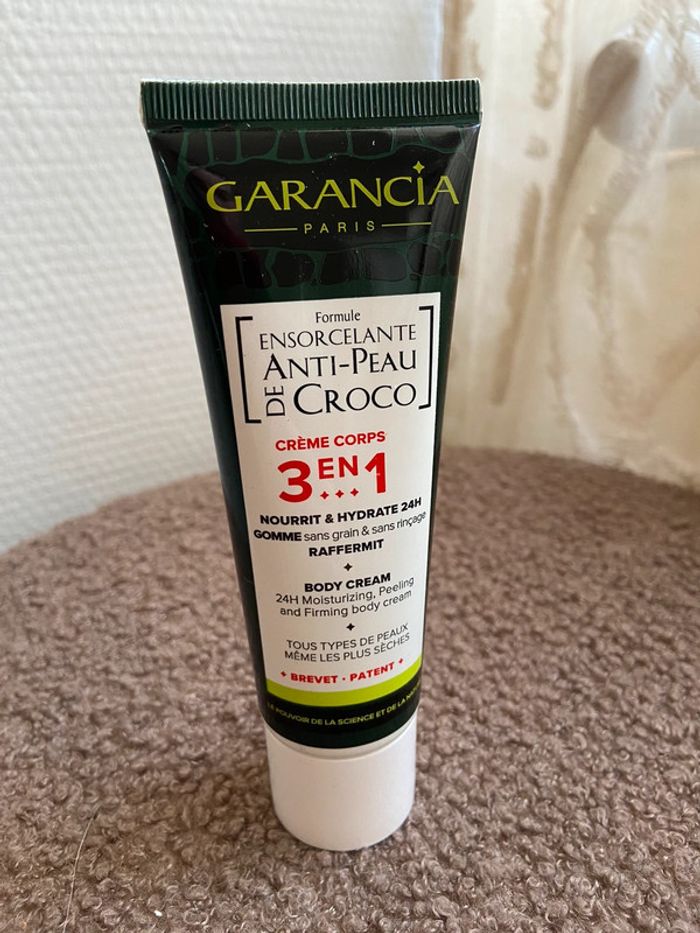 GARANCIA
PARIS
Formule
ENSORCELANTE
ANTI-PEAU
DE CROCO
CRÈME CORPS
3 EN 1
NOURRIT & HYDRATE 24H
GOMME sans grain & sans rinçage
RAFFERMIT
BODY CREAM
24H Moisturizing, Peeling
and Firming body cream
TOUS TYPES DE PEAUX
MÊME LES PLUS SÈCHES
BREVET · PATENT
POUVOIR DE LA SCIENCE ET DE LA